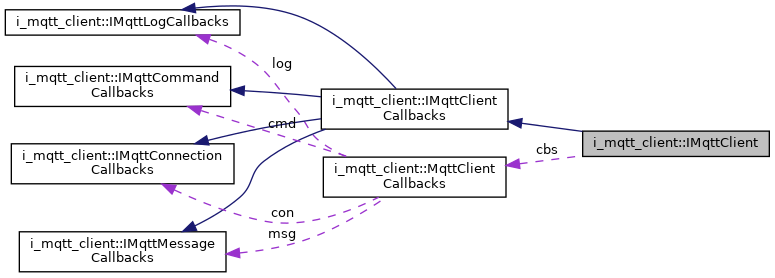 i_mqtt_client::IMqttLogCallbacks
log
i_mqtt_client::IMqttCommand
Callbacks
cmd
i_mqtt_client::IMqttConnection
Callbacks
con
msg
i_mqtt_client::IMqttMessage
Callbacks
i_mqtt_client::IMqttClient
Callbacks
i_mqtt_client::MqttClient
Callbacks
cbs
i_mqtt_client::IMqttClient